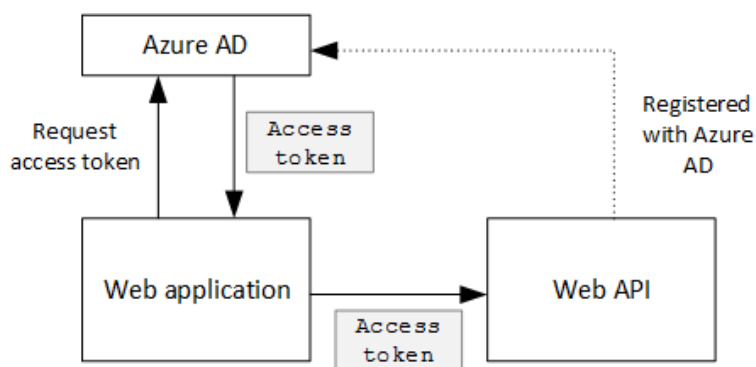 Azure AD
Request
access token
Access
token
Registered
with Azure
AD
Web application
Web API
Access
token